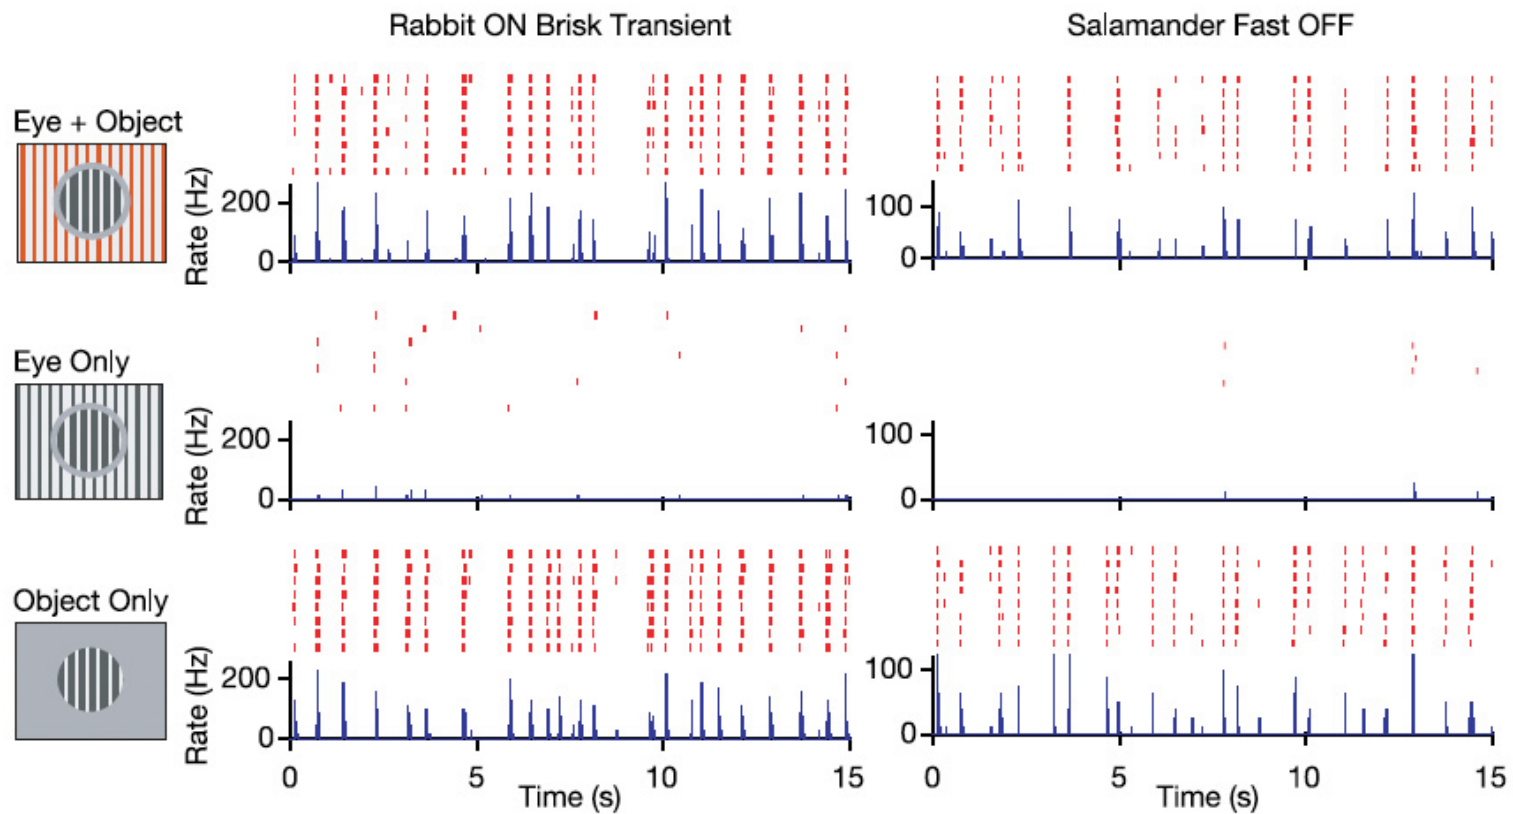 Rabbit ON Brisk Transient
Salamander Fast OFF
Eye + Object
Rate (Hz)
200
0
100
0
Eye Only
Rate (Hz)
200
0
100
0
Object Only
Rate (Hz)
200
0
100
0
0
5
10
15
0
5
10
15
Time (s)
Time (s)